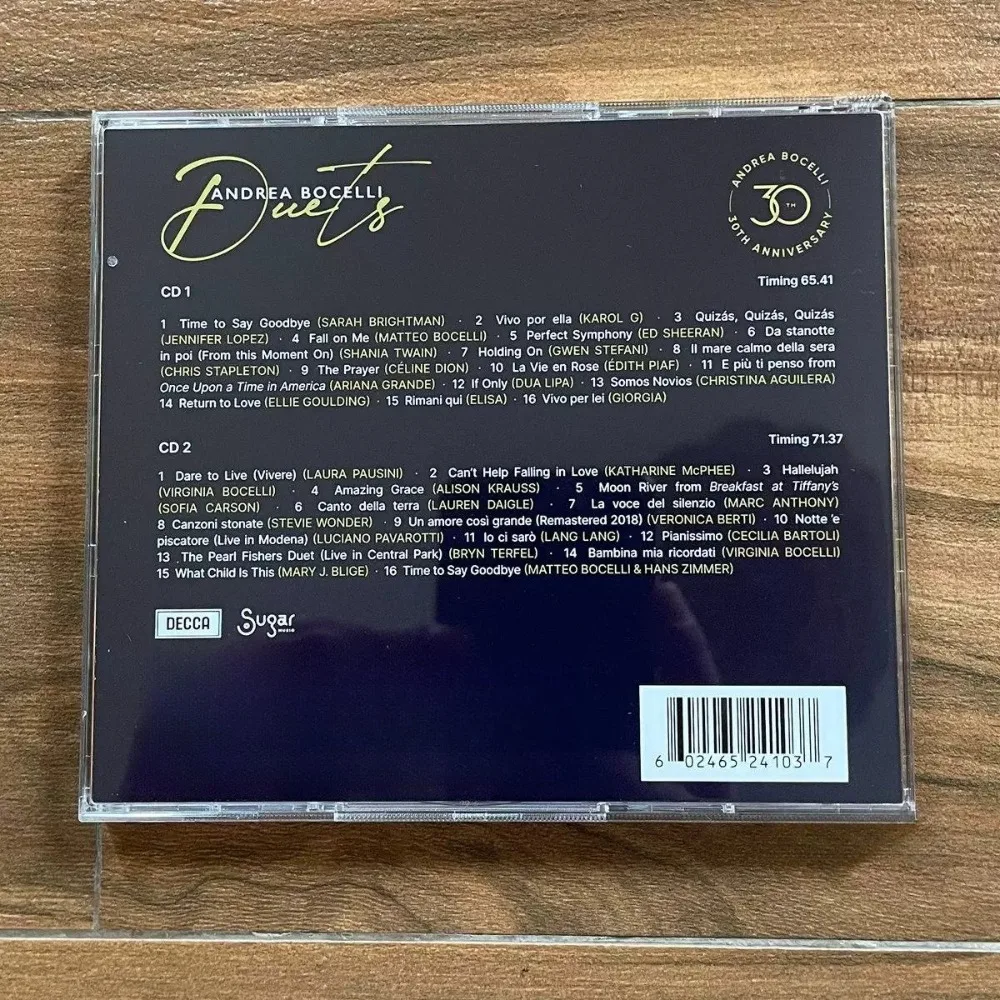 ANDREA BOCELLI
Duets
ANDREA BOCELLI
30TH
30TH ANNIVERSARY
Timing 65.41
CD 1
1 Time to Say Goodbye (SARAH BRIGHTMAN) · 2 Vivo por ella (KAROL G) · 3 Quizás, Quizás, Quizás
(JENNIFER LOPEZ) · 4 Fall on Me (MATTEO BOCELLI) · 5 Perfect Symphony (ED SHEERAN) · 6 Da stanotte
in poi (From this Moment On) (SHANIA TWAIN) · 7 Holding On (GWEN STEFANI) · 8 Il mare calmo della sera
(CHRIS STAPLETON) · 9 The Prayer (CÉLINE DION) · 10 La Vie en Rose (ÉDITH PIAF) · 11 E più ti penso from
Once Upon a Time in America (ARIANA GRANDE) · 12 If Only (DUA LIPA) · 13 Somos Novios (CHRISTINA AGUILERA)
14 Return to Love (ELLIE GOULDING) · 15 Rimani qui (ELISA) · 16 Vivo per lei (GIORGIA)
CD 2
Timing 71.37
1 Dare to Live (Vivere) (LAURA PAUSINI) · 2 Can't Help Falling in Love (KATHARINE McPHEE) · 3 Hallelujah
(VIRGINIA BOCELLI) · 4 Amazing Grace (ALISON KRAUSS) · 5 Moon River from Breakfast at Tiffany's
(SOFIA CARSON) · 6 Canto della terra (LAUREN DAIGLE) · 7 La voce del silenzio (MARC ANTHONY)
8 Canzoni stonate (STEVIE WONDER) · 9 Un amore così grande (Remastered 2018) (VERONICA BERTI) · 10 Notte 'e
piscatore (Live in Modena) (LUCIANO PAVAROTTI) · 11 Io ci sarò (LANG LANG) · 12 Pianissimo (CECILIA BARTOLI)
13 The Pearl Fishers Duet (Live in Central Park) (BRYN TERFEL) · 14 Bambina mia ricordati (VIRGINIA BOCELLI)
15 What Child Is This (MARY J. BLIGE) · 16 Time to Say Goodbye (MATTEO BOCELLI & HANS ZIMMER)
DECCA
Sugar
MUSIC
6 02465 24103 7